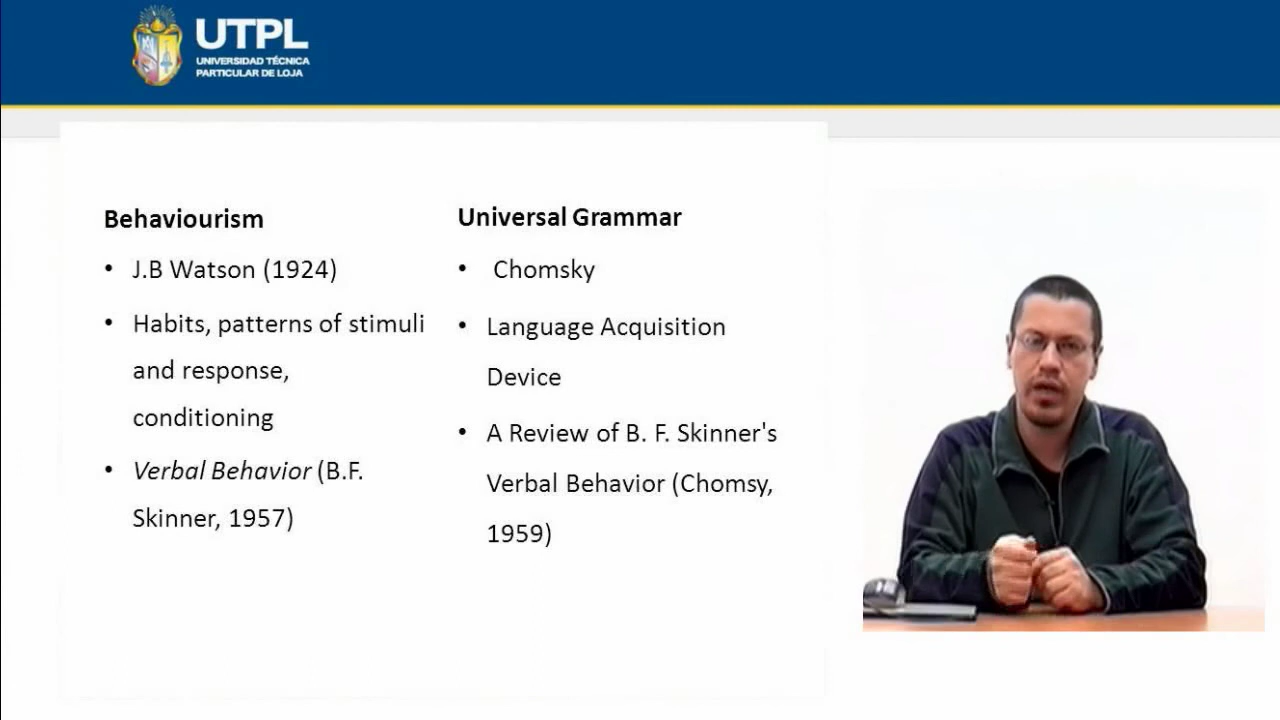 UTPL
UNIVERSIDAD TÉCNICA
PARTICULAR DE LOJA
Behaviourism
• J.B Watson (1924)
• Habits, patterns of stimuli
and response,
conditioning
• Verbal Behavior (B.F.
Skinner, 1957)
Universal Grammar
• Chomsky
• Language Acquisition
Device
• A Review of B. F. Skinner's
Verbal Behavior (Chomsy,
1959)